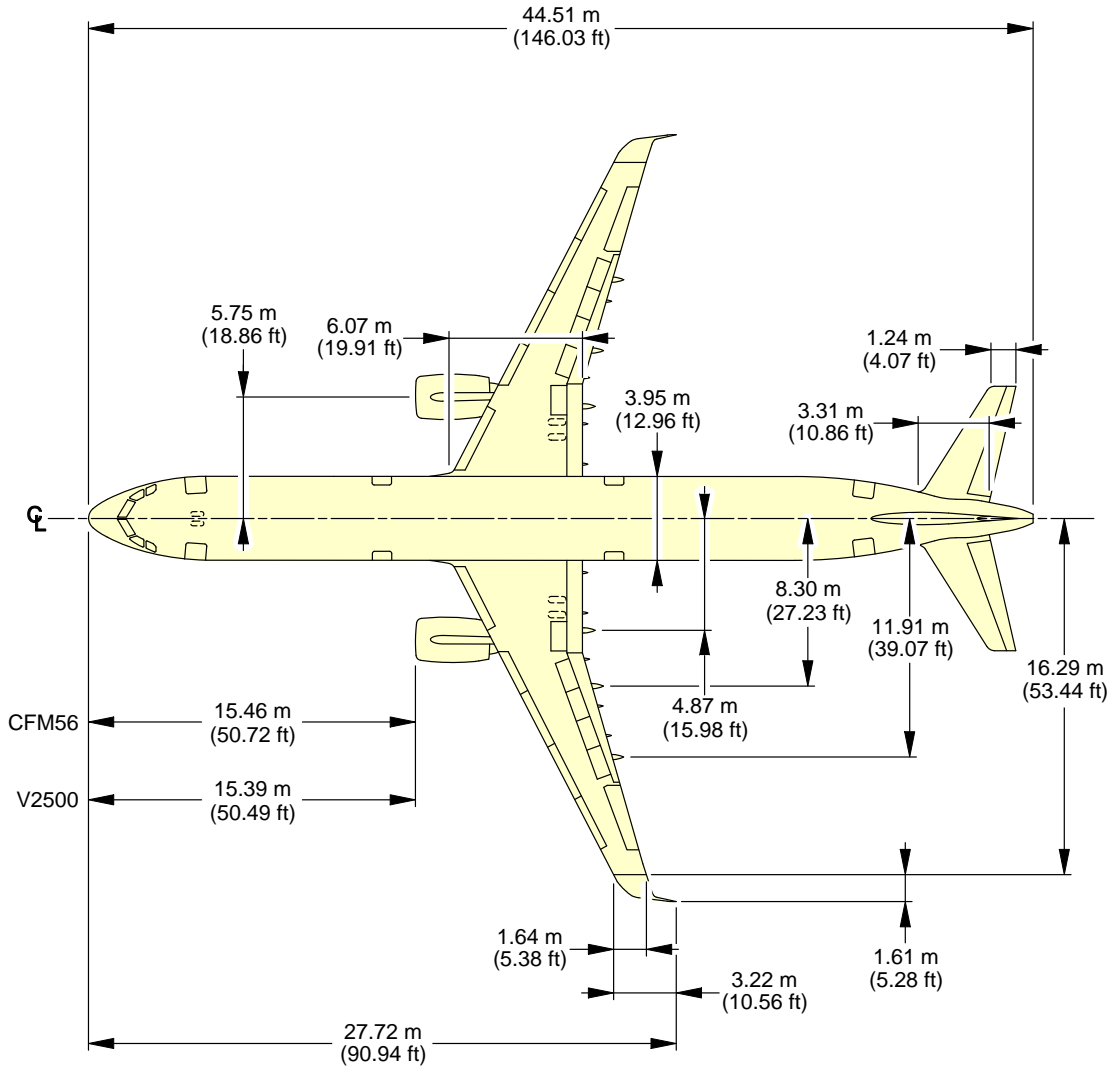 44.51 m
(146.03 ft)
5.75 m
(18.86 ft)
6.07 m
(19.91 ft)
1.24 m
(4.07 ft)
3.95 m
(12.96 ft)
3.31 m
(10.86 ft)
℄
8.30 m
(27.23 ft)
11.91 m
(39.07 ft)
16.29 m
(53.44 ft)
4.87 m
(15.98 ft)
CFM56
15.46 m
(50.72 ft)
V2500
15.39 m
(50.49 ft)
1.64 m
(5.38 ft)
1.61 m
(5.28 ft)
3.22 m
(10.56 ft)
27.72 m
(90.94 ft)